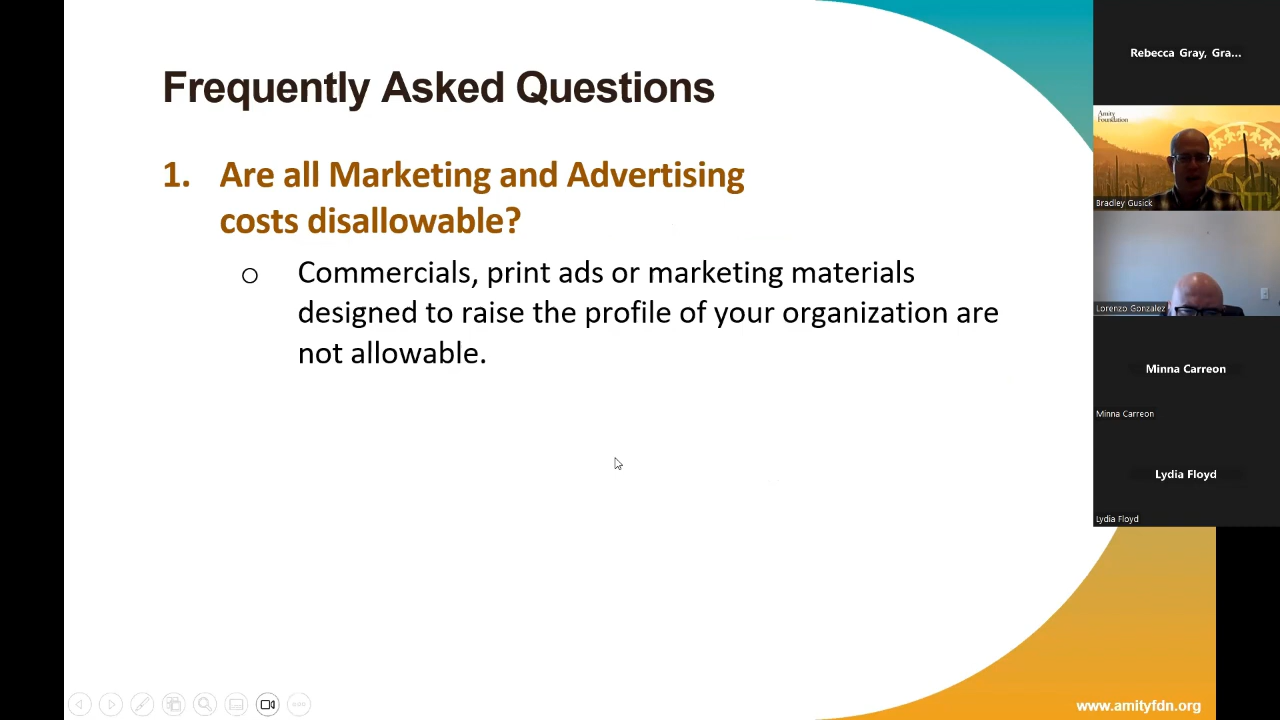 Frequently Asked Questions
1. Are all Marketing and Advertising
costs disallowable?
o Commercials, print ads or marketing materials
designed to raise the profile of your organization are
not allowable.
www.amityfdn.org
Rebecca Gray, Gra...
Amity
Foundation
Bradley Gusick
Lorenzo Gonzalez
Minna Carreon
Minna Carreon
Lydia Floyd
Lydia Floyd